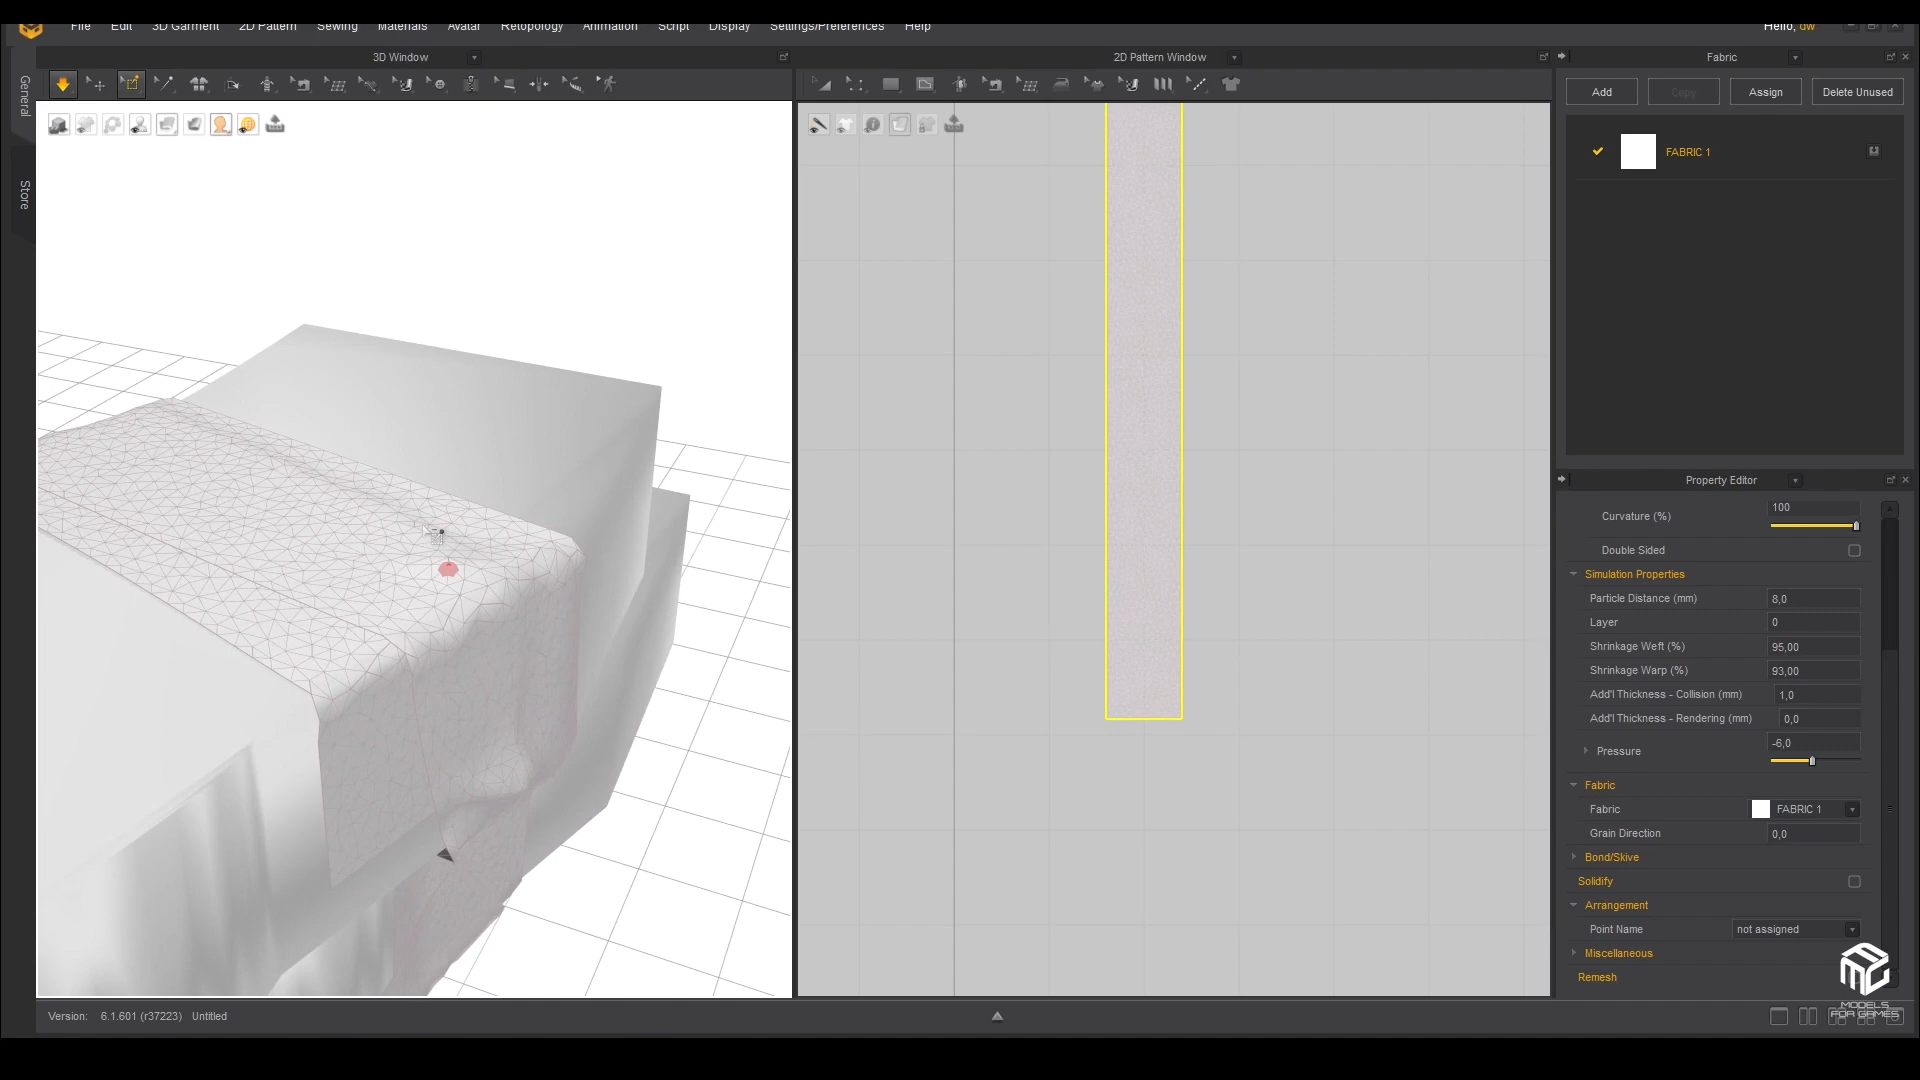 File Edit 3D Garment 2D Pattern Sewing Materials Avatar Retopology Animation Script Display Settings/Preferences Help
Hello, dw
General
Store
3D Window
2D Pattern Window
Fabric
Add
Copy
Assign
Delete Unused
FABRIC 1
Property Editor
Curvature (%) 100
Double Sided
Simulation Properties
Particle Distance (mm) 8,0
Layer 0
Shrinkage Weft (%) 95,00
Shrinkage Warp (%) 93,00
Add'l Thickness - Collision (mm) 1,0
Add'l Thickness - Rendering (mm) 0,0
Pressure -6,0
Fabric
Fabric FABRIC 1
Grain Direction 0,0
Bond/Skive
Solidify
Arrangement
Point Name not assigned
Miscellaneous
Remesh
MODELS
FOR GAMES
Version: 6.1.601 (r37223) Untitled